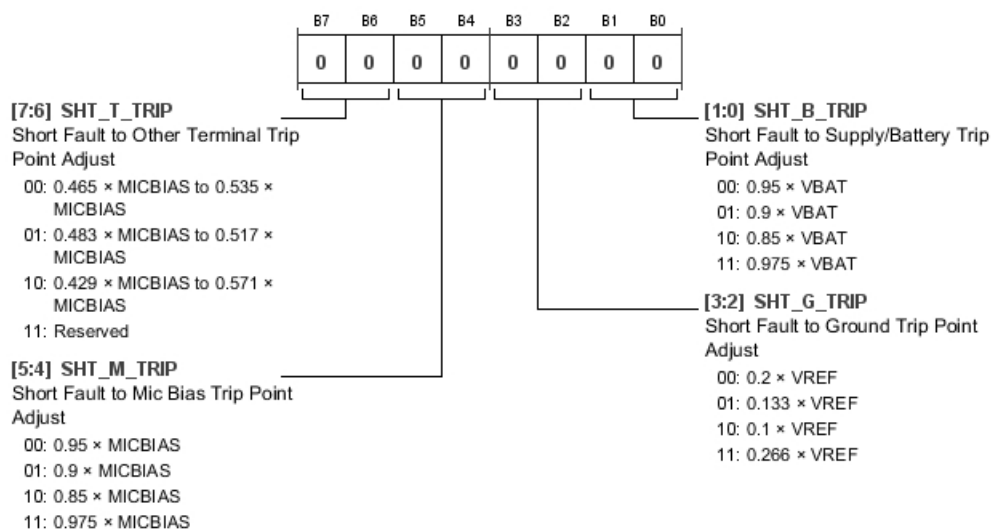 B7 B6 B5 B4 B3 B2 B1 B0
0 0 0 0 0 0 0 0
[7:6] SHT_T_TRIP
Short Fault to Other Terminal Trip
Point Adjust
00: 0.465 × MICBIAS to 0.535 ×
MICBIAS
01: 0.483 × MICBIAS to 0.517 ×
MICBIAS
10: 0.429 × MICBIAS to 0.571 ×
MICBIAS
11: Reserved
[5:4] SHT_M_TRIP
Short Fault to Mic Bias Trip Point
Adjust
00: 0.95 × MICBIAS
01: 0.9 × MICBIAS
10: 0.85 × MICBIAS
11: 0.975 × MICBIAS
[1:0] SHT_B_TRIP
Short Fault to Supply/Battery Trip
Point Adjust
00: 0.95 × VBAT
01: 0.9 × VBAT
10: 0.85 × VBAT
11: 0.975 × VBAT
[3:2] SHT_G_TRIP
Short Fault to Ground Trip Point
Adjust
00: 0.2 × VREF
01: 0.133 × VREF
10: 0.1 × VREF
11: 0.266 × VREF